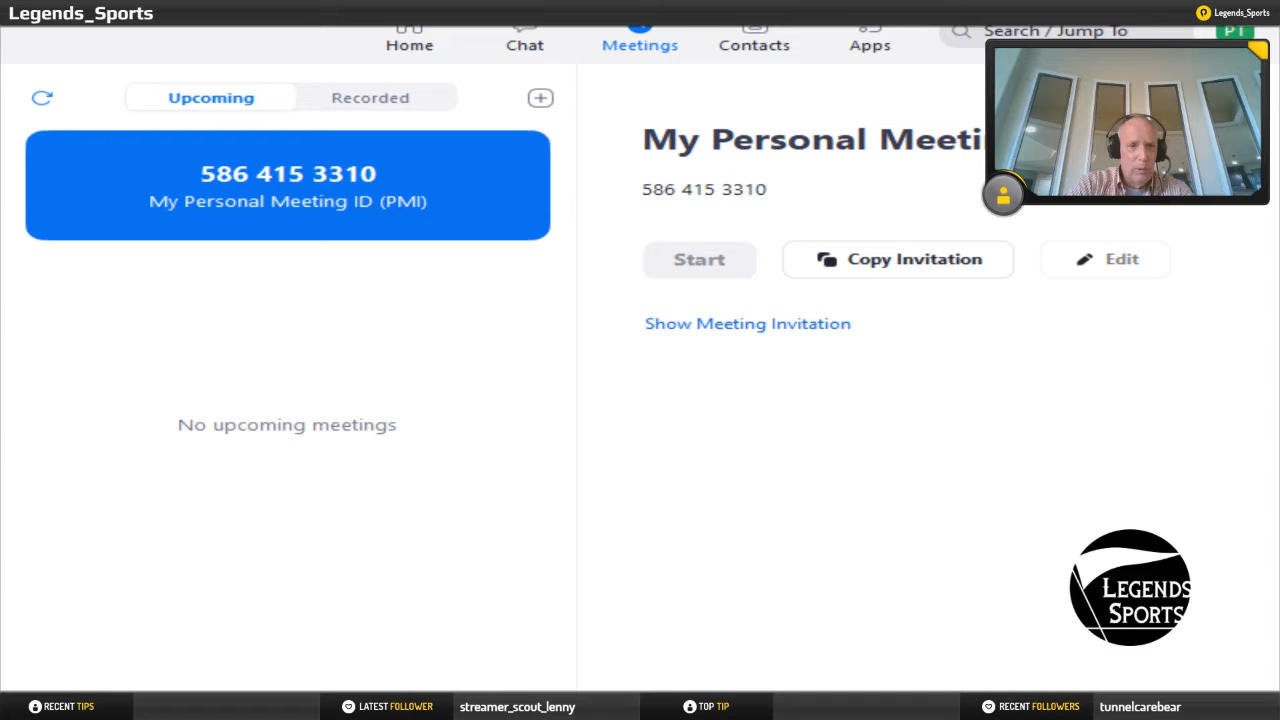 Legends_Sports
Legends_Sports
Home
Chat
Meetings
Contacts
Apps
Search / Jump To
PT
Upcoming
Recorded
586 415 3310
My Personal Meeting ID (PMI)
No upcoming meetings
My Personal Meeti
586 415 3310
Start
Copy Invitation
Edit
Show Meeting Invitation
LEGENDS
SPORTS
RECENT TIPS
LATEST FOLLOWER
streamer_scout_lenny
TOP TIP
RECENT FOLLOWERS
tunnelcarebear